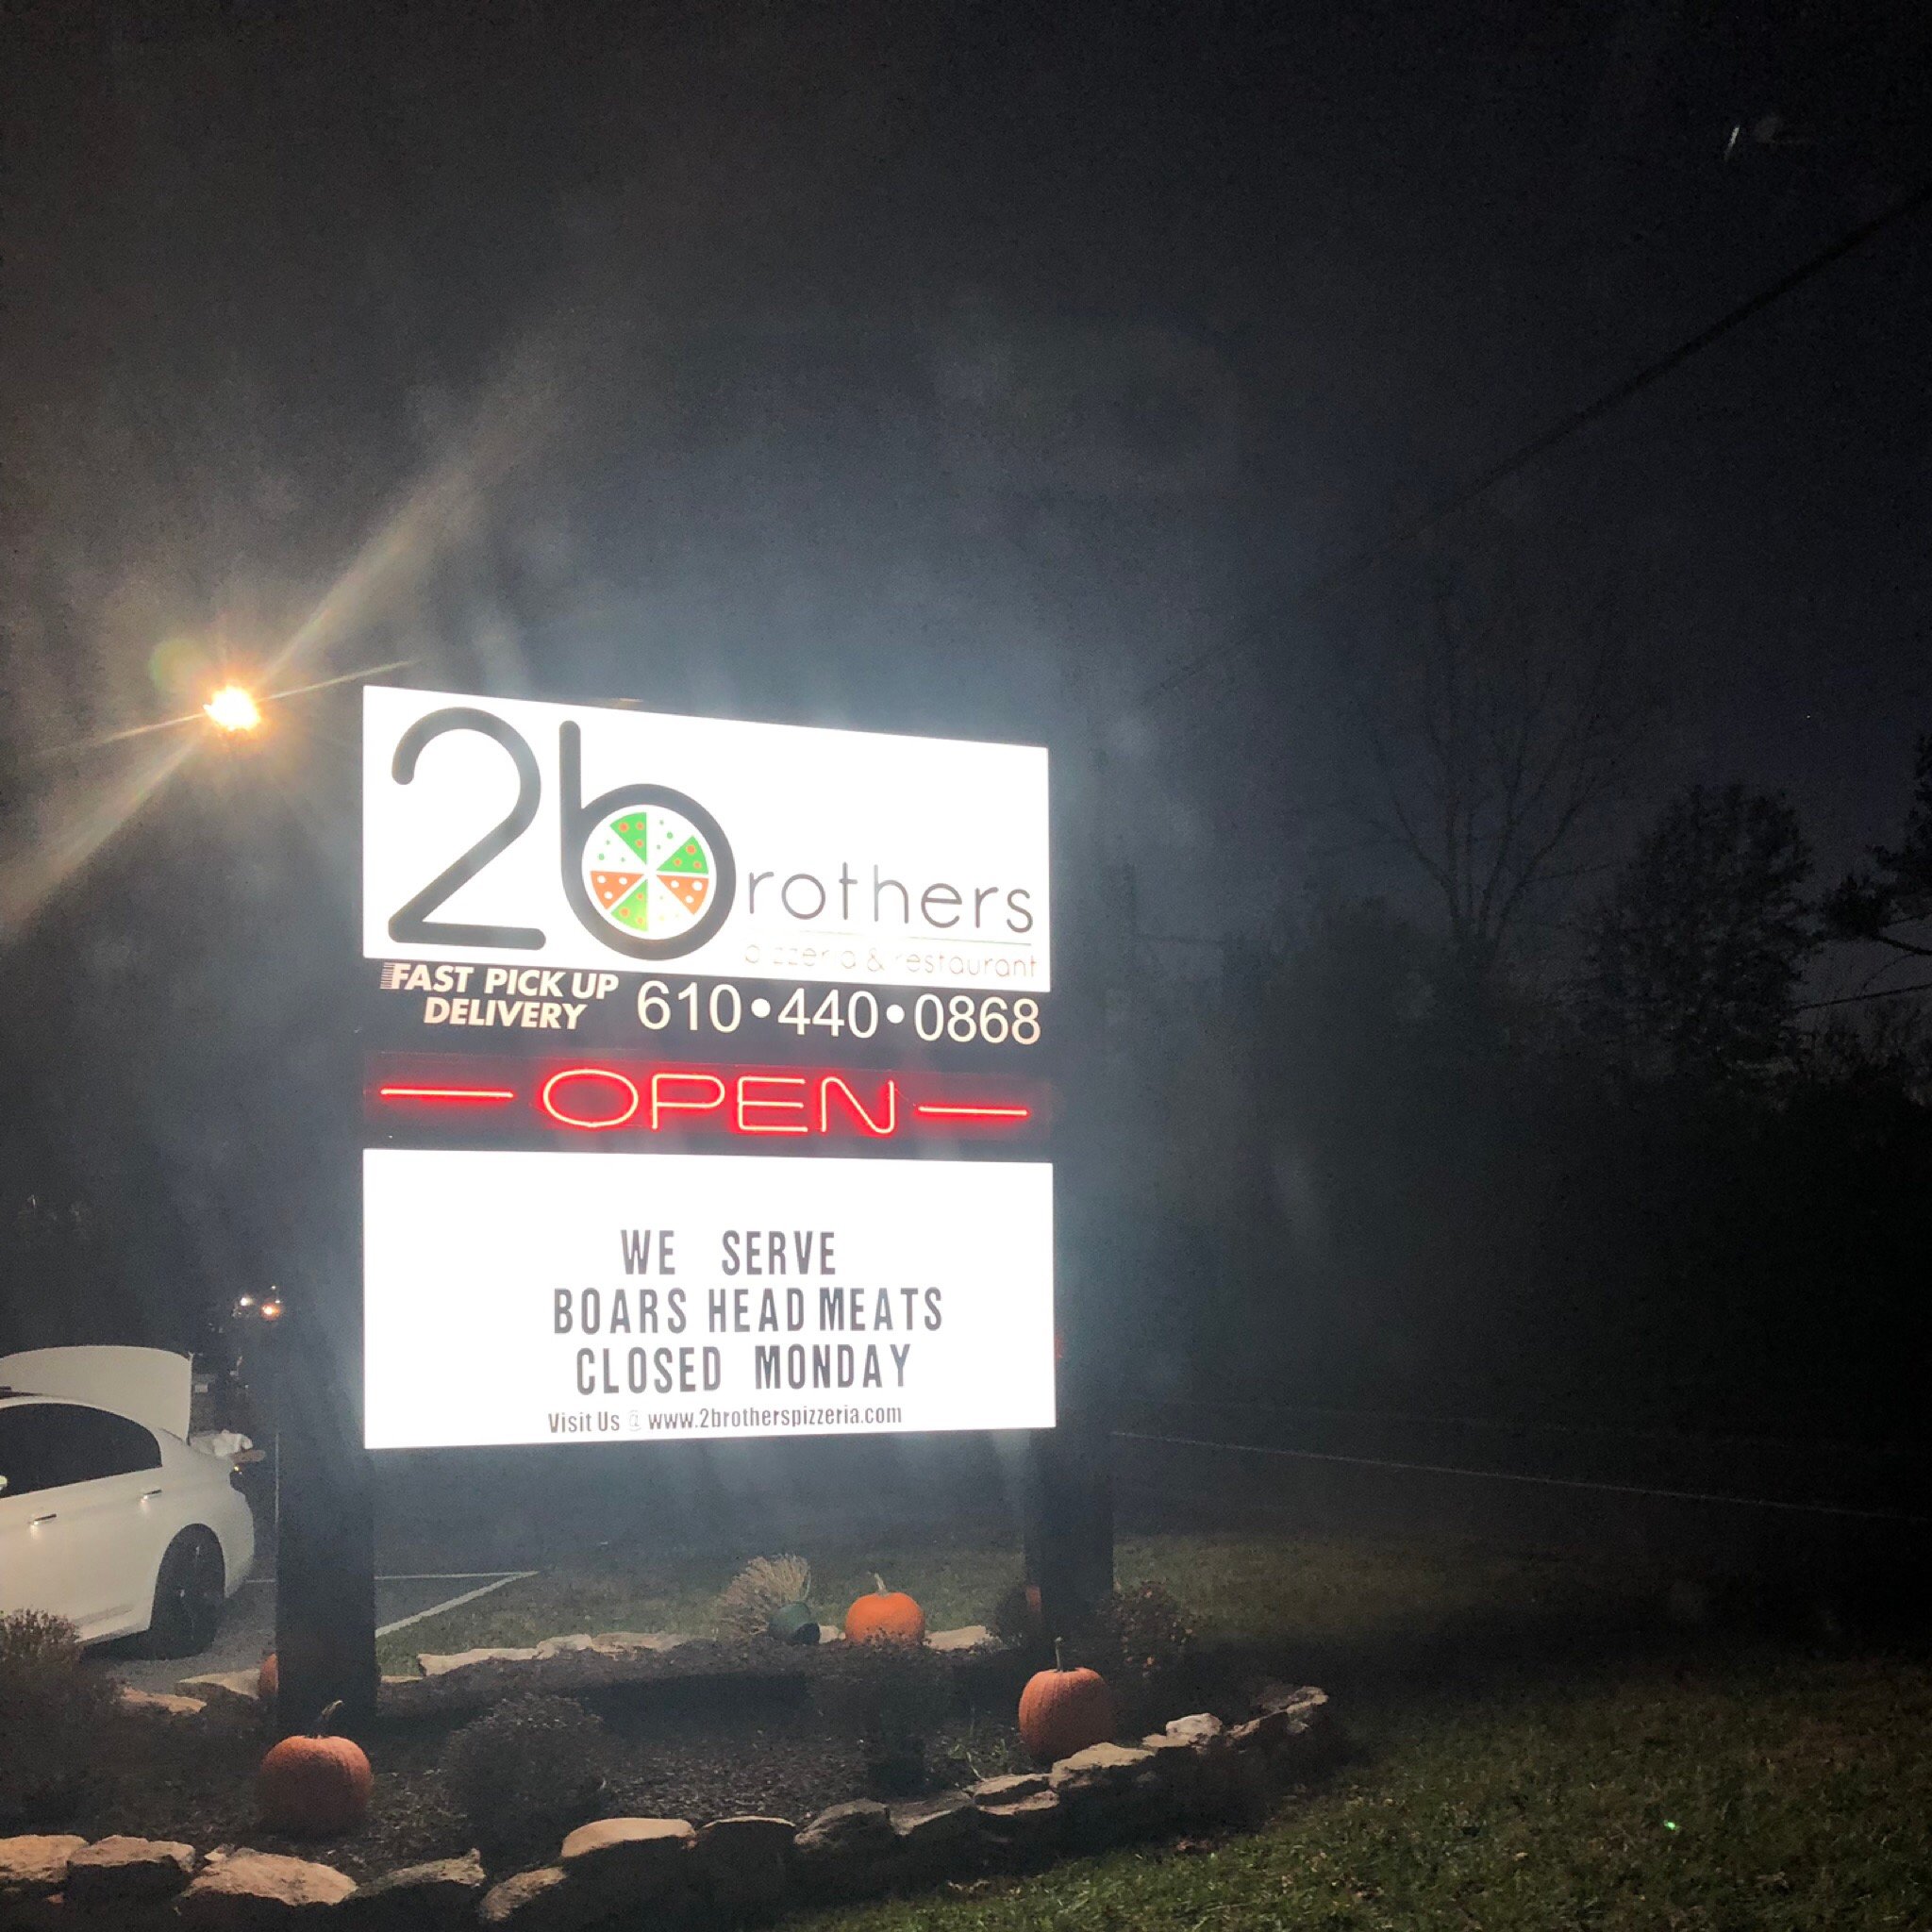 2brothers
pizzeria & restaurant
FAST PICK UP
DELIVERY
610•440•0868
OPEN
WE SERVE
BOARS HEAD MEATS
CLOSED MONDAY
Visit Us @ www.2brotherspizzeria.com